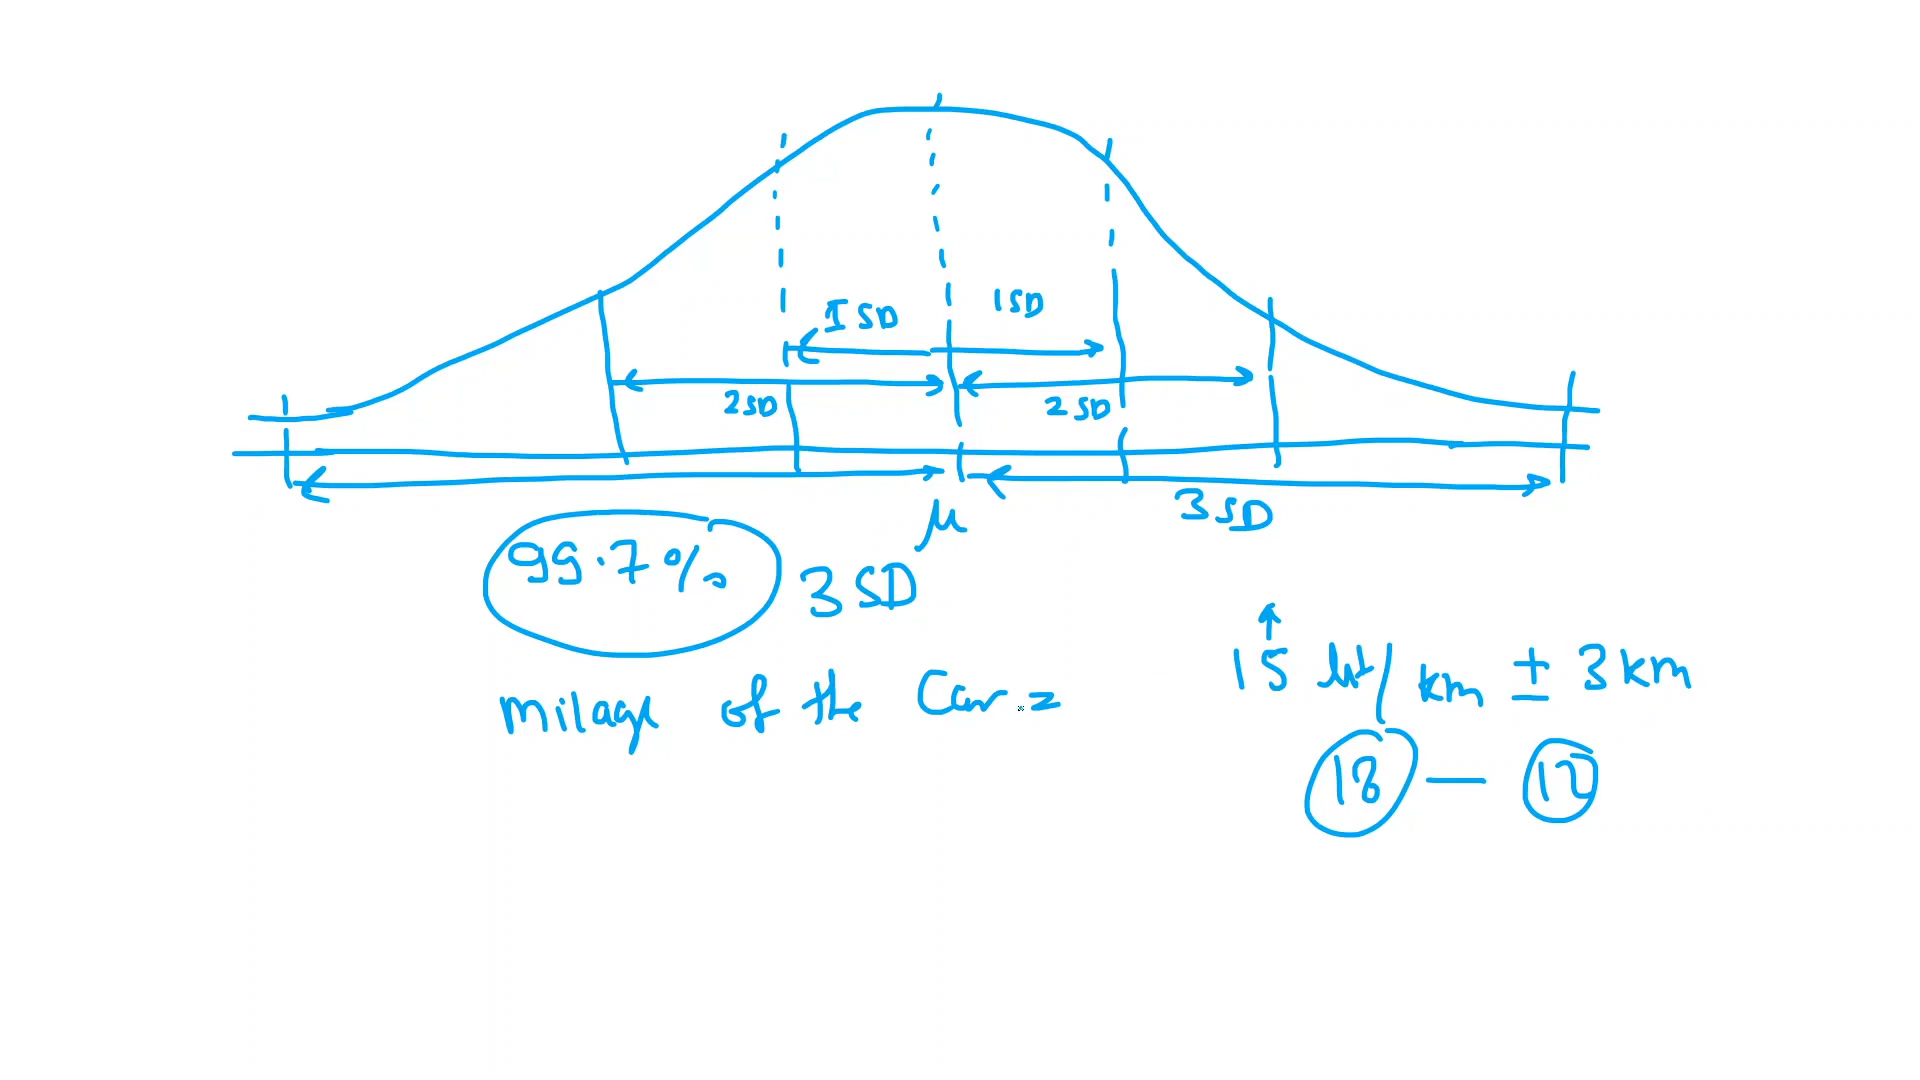 1 SD 1 SD
2 SD 2 SD
μ 3 SD
99.7% 3 SD
15 lit/km ± 3 km
milage of the Car =
18 — 12